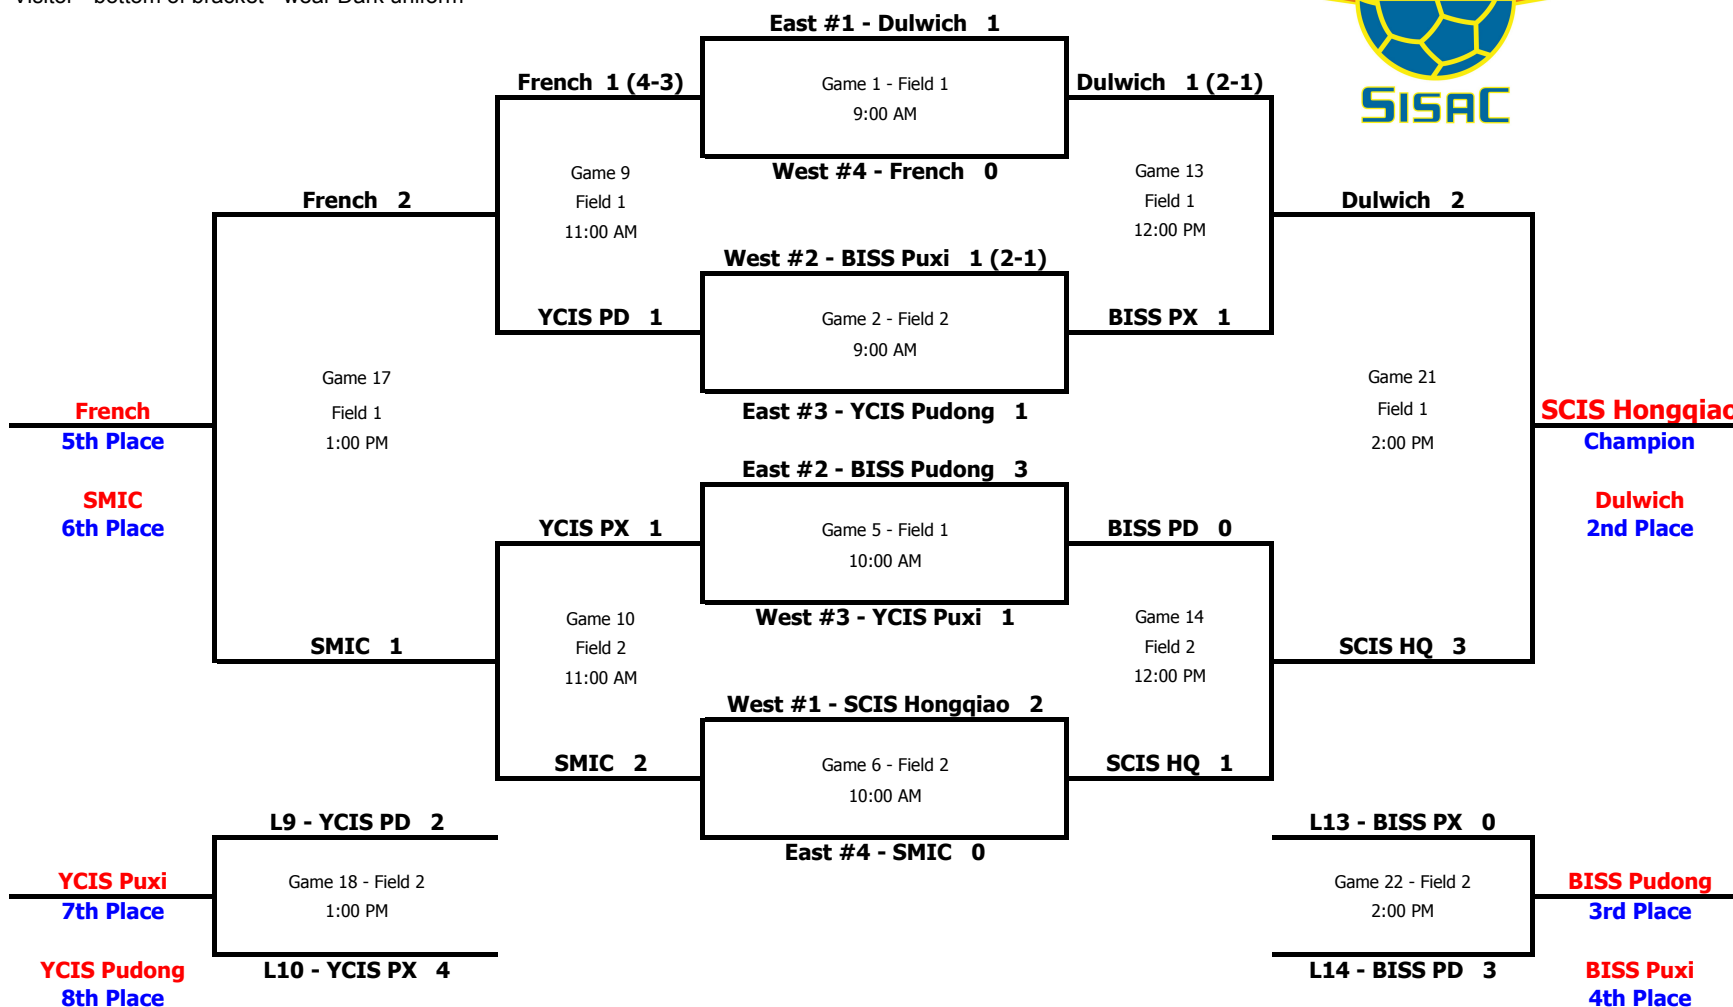 Visitor - bottom of bracket - wear Dark uniform
SISAC
East #1 - Dulwich 1
French 1 (4-3)
Game 1 - Field 1
9:00 AM
Dulwich 1 (2-1)
West #4 - French 0
Game 9
Field 1
11:00 AM
Game 13
Field 1
12:00 PM
French 2
Dulwich 2
West #2 - BISS Puxi 1 (2-1)
YCIS PD 1
Game 2 - Field 2
9:00 AM
BISS PX 1
East #3 - YCIS Pudong 1
Game 17
Field 1
1:00 PM
Game 21
Field 1
2:00 PM
French
5th Place
SMIC
6th Place
SCIS Hongqiao
Champion
Dulwich
2nd Place
East #2 - BISS Pudong 3
YCIS PX 1
Game 5 - Field 1
10:00 AM
BISS PD 0
West #3 - YCIS Puxi 1
Game 10
Field 2
11:00 AM
Game 14
Field 2
12:00 PM
SMIC 1
SCIS HQ 3
West #1 - SCIS Hongqiao 2
SMIC 2
Game 6 - Field 2
10:00 AM
SCIS HQ 1
East #4 - SMIC 0
L9 - YCIS PD 2
Game 18 - Field 2
1:00 PM
L10 - YCIS PX 4
YCIS Puxi
7th Place
YCIS Pudong
8th Place
L13 - BISS PX 0
Game 22 - Field 2
2:00 PM
L14 - BISS PD 3
BISS Pudong
3rd Place
BISS Puxi
4th Place